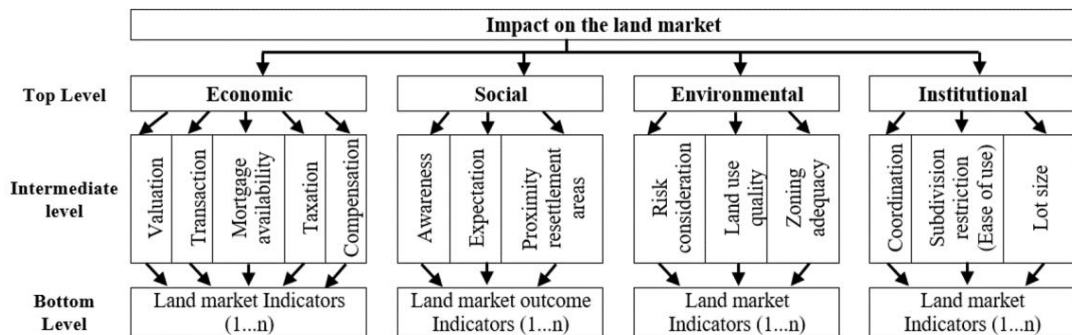 Impact on the land market
Top Level
Economic
Social
Environmental
Institutional
Intermediate
level
Valuation
Transaction
Mortgage
availability
Taxation
Compensation
Awareness
Expectation
Proximity
resettlement
areas
Risk
consideration
Land use
quality
Zoning
adequacy
Coordination
Subdivision
restriction
(Ease of use)
Lot size
Bottom
Level
Land market Indicators
(1...n)
Land market outcome
Indicators (1...n)
Land market
Indicators (1...n)
Land market
Indicators (1...n)